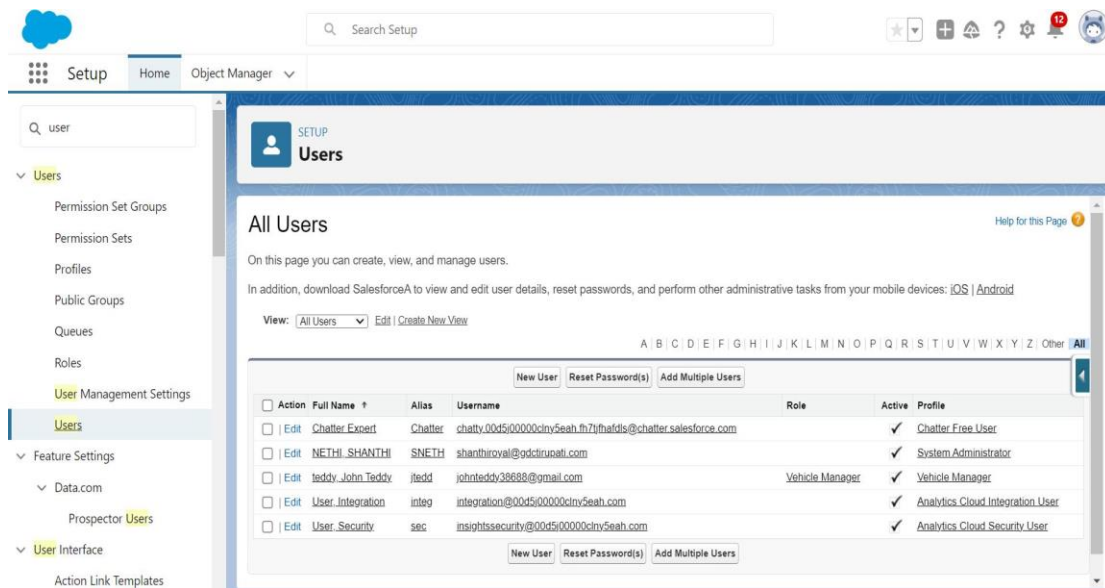 Search Setup
12
Setup Home Object Manager
user
Users
Permission Set Groups
Permission Sets
Profiles
Public Groups
Queues
Roles
User Management Settings
Users
Feature Settings
Data.com
Prospector Users
User Interface
Action Link Templates
SETUP
Users
All Users
Help for this Page ?
On this page you can create, view, and manage users.
In addition, download SalesforceA to view and edit user details, reset passwords, and perform other administrative tasks from your mobile devices: iOS | Android
View: All Users Edit | Create New View
A | B | C | D | E | F | G | H | I | J | K | L | M | N | O | P | Q | R | S | T | U | V | W | X | Y | Z | Other All
New User Reset Password(s) Add Multiple Users
Action Full Name ↑ Alias Username Role Active Profile
| Edit Chatter Expert Chatter chatty.00d5j00000clny5eah.fh7tjfhafdls@chatter.salesforce.com ✓ Chatter Free User
| Edit NETHI, SHANTHI SNETH shanthiroyal@gdctirupati.com ✓ System Administrator
| Edit teddy, John Teddy jtedd johnteddy38688@gmail.com Vehicle Manager ✓ Vehicle Manager
| Edit User, Integration integ integration@00d5j00000clny5eah.com ✓ Analytics Cloud Integration User
| Edit User, Security sec insightssecurity@00d5j00000clny5eah.com ✓ Analytics Cloud Security User
New User Reset Password(s) Add Multiple Users